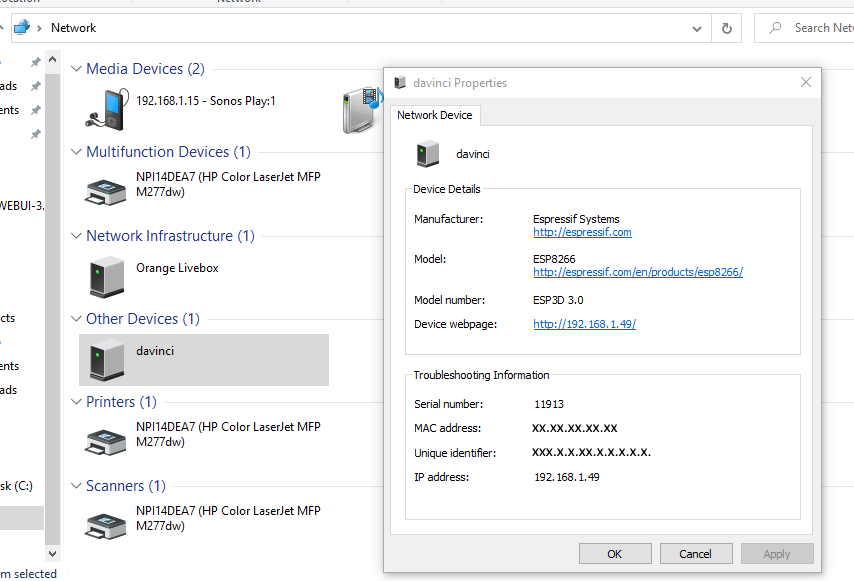 Network
Search Net
ads
ents
WEBUI-3.
cts
ents
ads
sk (C:)
m selected
Media Devices (2)
192.168.1.15 - Sonos Play:1
Multifunction Devices (1)
NPI14DEA7 (HP Color LaserJet MFP
M277dw)
Network Infrastructure (1)
Orange Livebox
Other Devices (1)
davinci
Printers (1)
NPI14DEA7 (HP Color LaserJet MFP
M277dw)
Scanners (1)
NPI14DEA7 (HP Color LaserJet MFP
M277dw)
davinci Properties
Network Device
davinci
Device Details
Manufacturer: Espressif Systems
http://espressif.com
Model: ESP8266
http://espressif.com/en/products/esp8266/
Model number: ESP3D 3.0
Device webpage: http://192.168.1.49/
Troubleshooting Information
Serial number: 11913
MAC address: XX.XX.XX.XX.XX
Unique identifier: XXX.X.X.XX.X.X.X.X.
IP address: 192.168.1.49
OK Cancel Apply